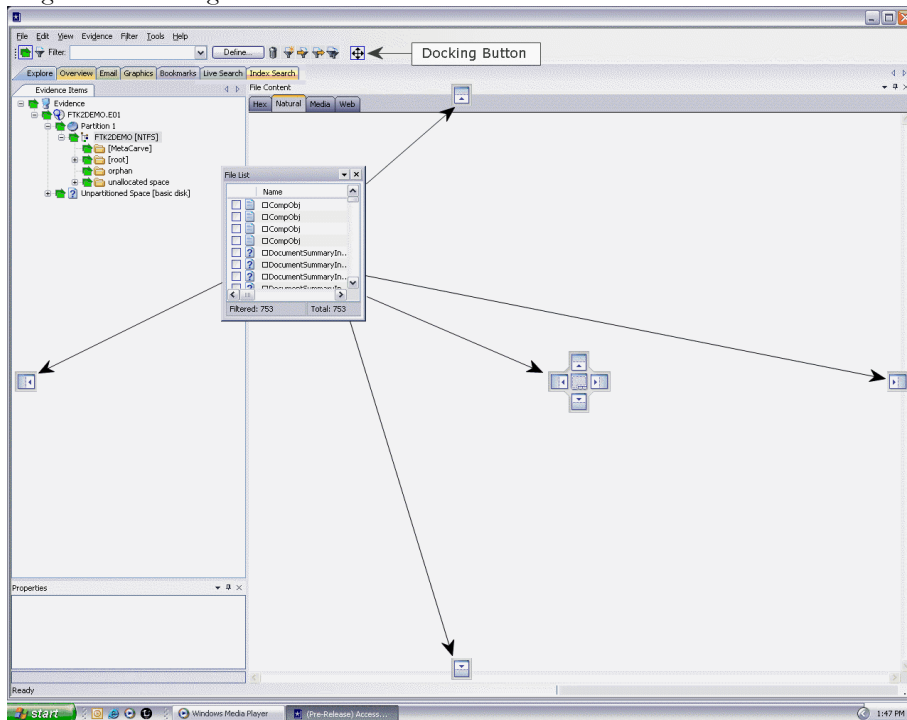 File Edit View Evidence Filter Tools Help
Filter: Define... Docking Button
Explore Overview Email Graphics Bookmarks Live Search Index Search
Evidence Items File Content
Hex Natural Media Web
Evidence
FTK2DEMO.E01
Partition 1
FTK2DEMO [NTFS]
[MetaCarve]
[root]
orphan
unallocated space
Unpartitioned Space [basic disk]
File List
Name
CompObj
CompObj
CompObj
CompObj
DocumentSummaryIn..
DocumentSummaryIn..
DocumentSummaryIn..
Filtered: 753 Total: 753
Properties
Ready
start Windows Media Player (Pre-Release) Access... 1:47 PM